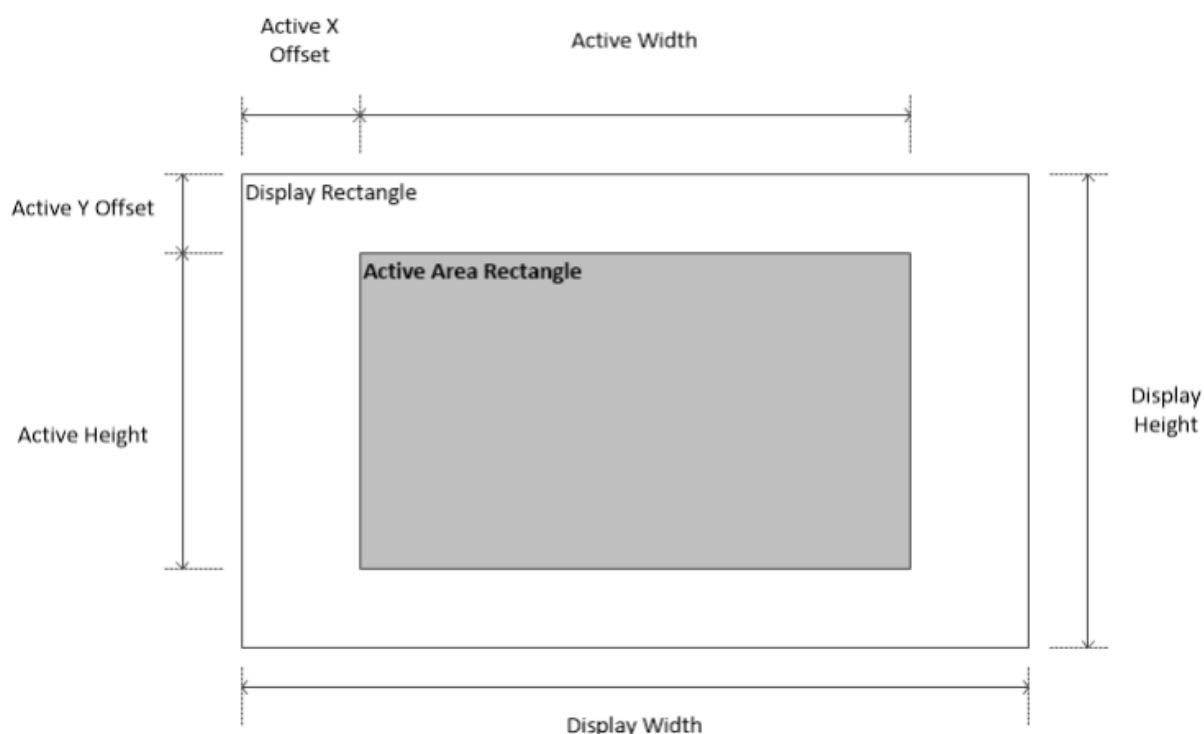 Active X
Offset
Active Width
Active Y Offset
Display Rectangle
Active Area Rectangle
Active Height
Display
Height
Display Width